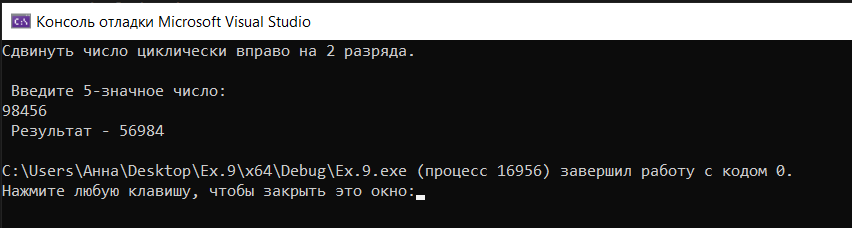 C:\
Консоль отладки Microsoft Visual Studio
Сдвинуть число циклически вправо на 2 разряда.
Введите 5-значное число:
98456
Результат - 56984
C:\Users\Анна\Desktop\Ex.9\x64\Debug\Ex.9.exe (процесс 16956) завершил работу с кодом 0.
Нажмите любую клавишу, чтобы закрыть это окно: